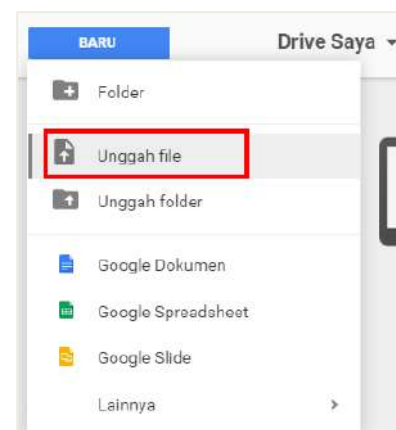 BARU
Drive Saya
Folder
Unggah file
Unggah folder
Google Dokumen
Google Spreadsheet
Google Slide
Lainnya